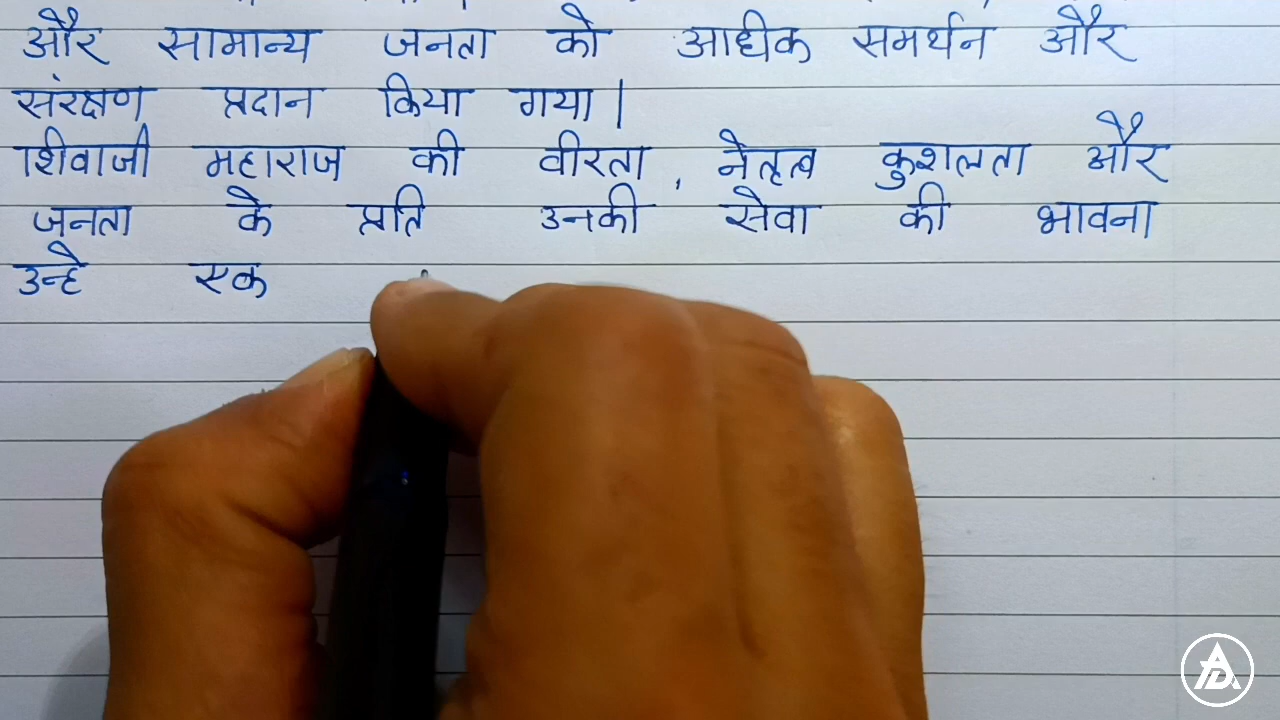 और सामान्य जनता को आधीक समर्थन और
संरक्षण प्रदान किया गया।
शिवाजी महाराज की वीरता, नेतृत्व कुशलता और
जनता के प्रति उनकी सेवा की भावना
उन्हे एक